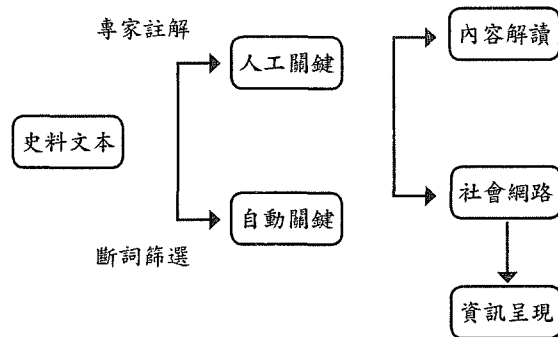 專家註解
人工關鍵
內容解讀
史料文本
自動關鍵
社會網路
斷詞篩選
資訊呈現